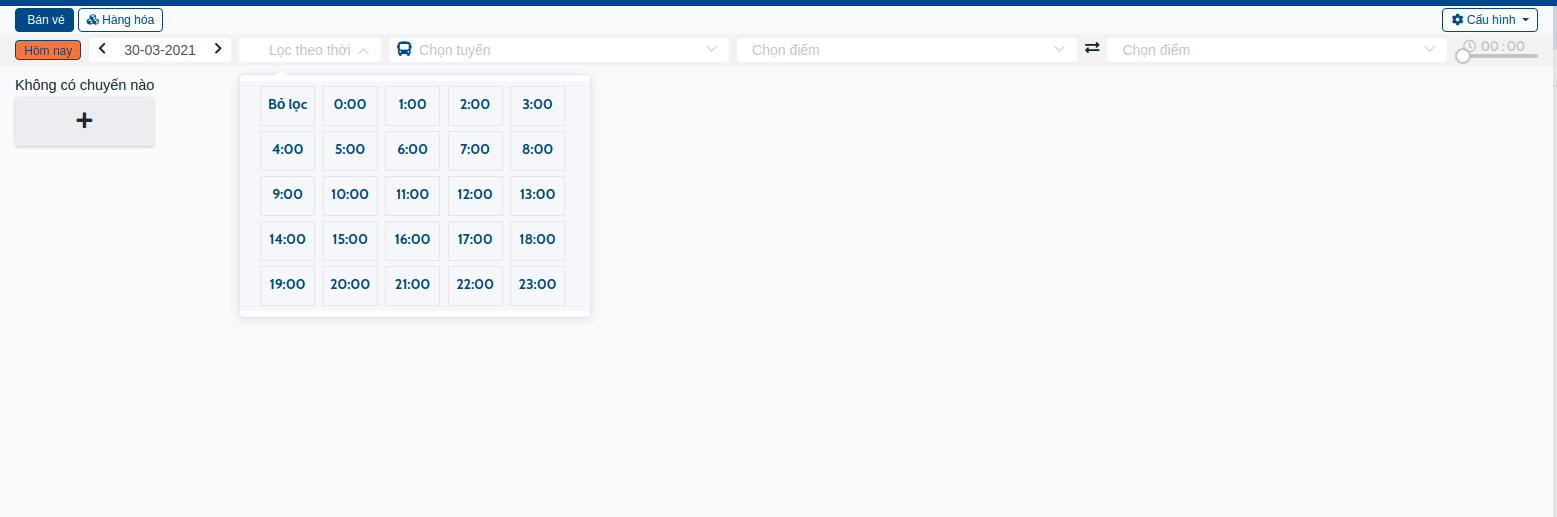 Bán vé Hàng hóa Cấu hình
Hôm nay 30-03-2021 Lọc theo thời Chọn tuyến Chọn điểm Chọn điểm 00:00
Không có chuyến nào
Bỏ lọc 0:00 1:00 2:00 3:00
4:00 5:00 6:00 7:00 8:00
9:00 10:00 11:00 12:00 13:00
14:00 15:00 16:00 17:00 18:00
19:00 20:00 21:00 22:00 23:00